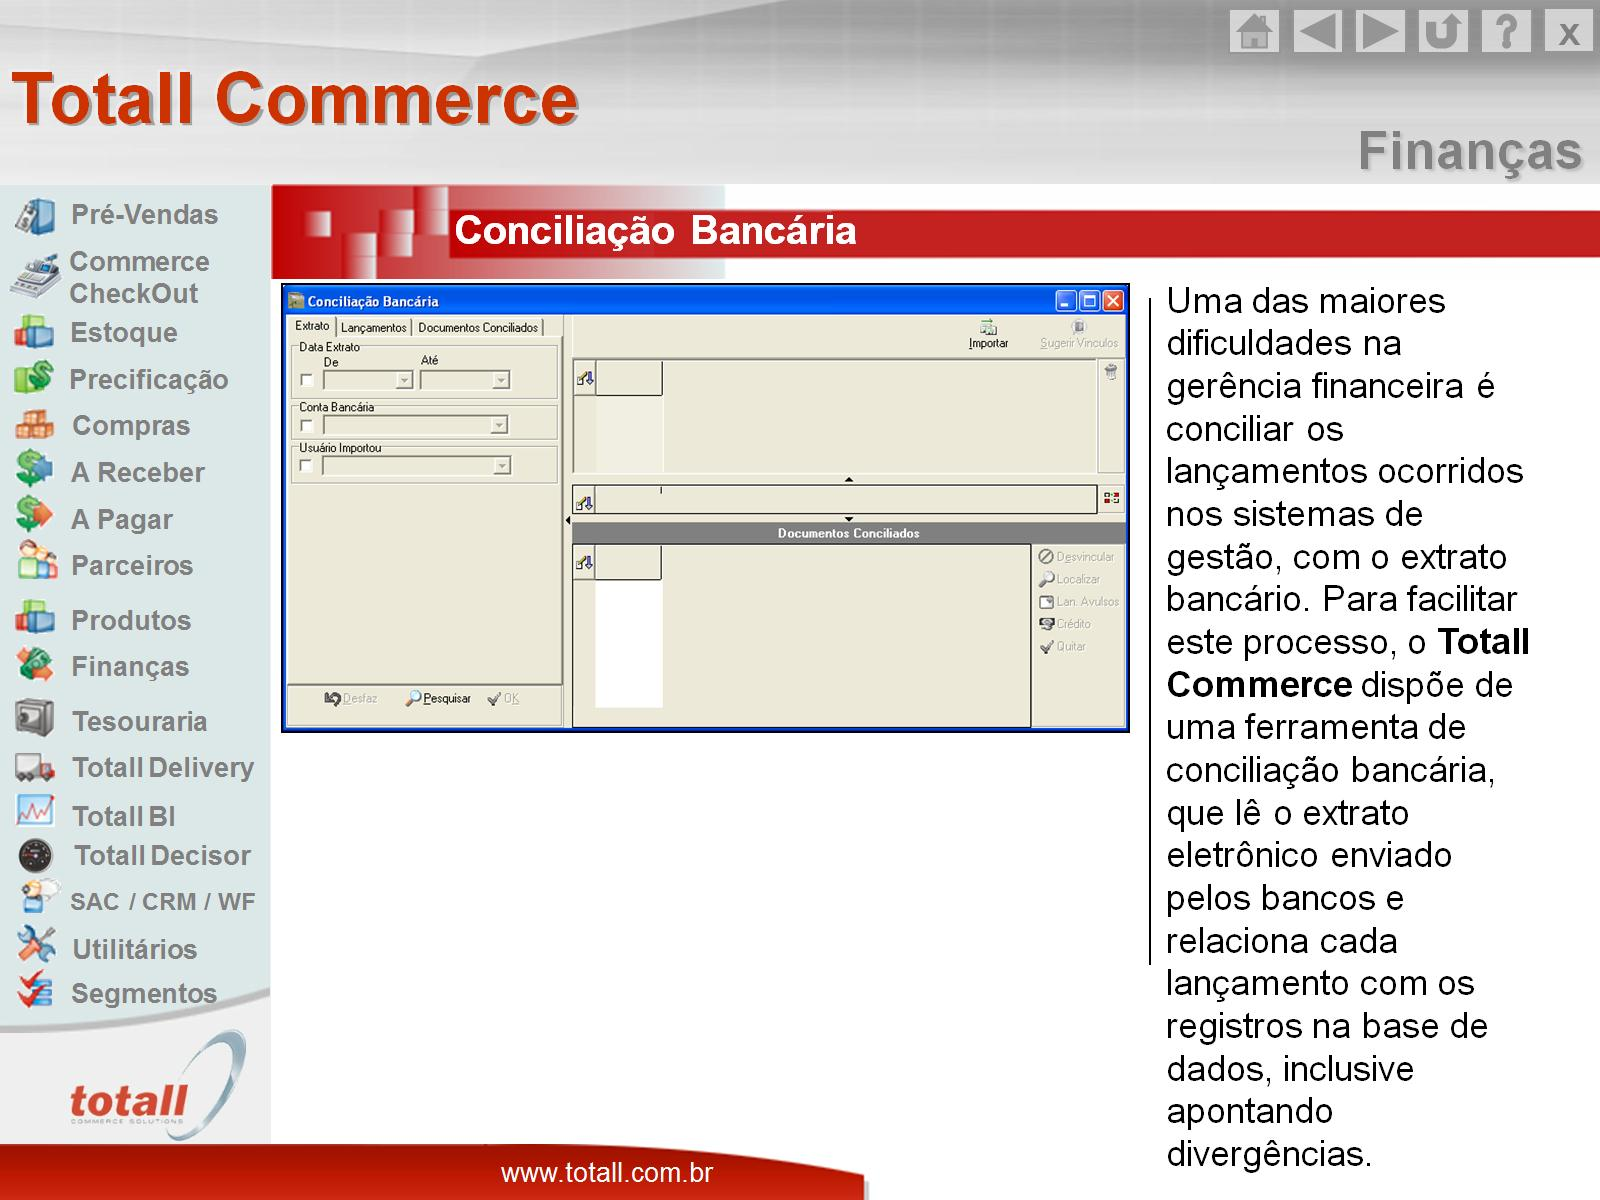 Totall Commerce
? x
Finanças
Pré-Vendas
Commerce
CheckOut
Estoque
Precificação
Compras
A Receber
A Pagar
Parceiros
Produtos
Finanças
Tesouraria
Totall Delivery
Totall BI
Totall Decisor
SAC / CRM / WF
Utilitários
Segmentos
totall
COMMERCE SOLUTIONS
Conciliação Bancária
Conciliação Bancária
Extrato Lançamentos Documentos Conciliados
Data Extrato
De Até
Conta Bancária
Usuário Importou
Desfaz Pesquisar OK
Importar Sugerir Vinculos
Documentos Conciliados
Desvincular
Localizar
Lan. Avulsos
Crédito
Quitar
Uma das maiores
dificuldades na
gerência financeira é
conciliar os
lançamentos ocorridos
nos sistemas de
gestão, com o extrato
bancário. Para facilitar
este processo, o Totall
Commerce dispõe de
uma ferramenta de
conciliação bancária,
que lê o extrato
eletrônico enviado
pelos bancos e
relaciona cada
lançamento com os
registros na base de
dados, inclusive
apontando
divergências.
www.totall.com.br